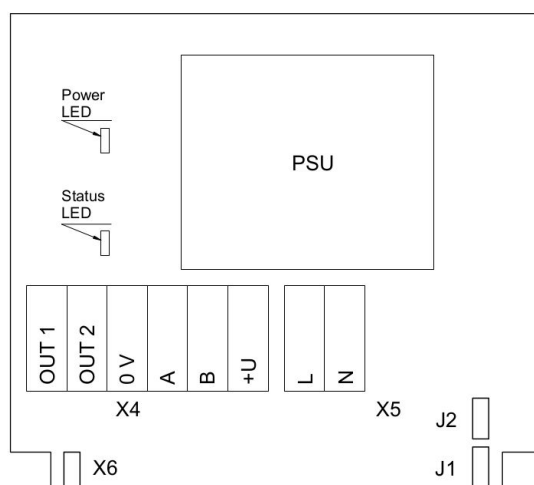 Power
LED
PSU
Status
LED
OUT 1
OUT 2
0 V
A
B
+U
L
N
X4
X5
J2
X6
J1